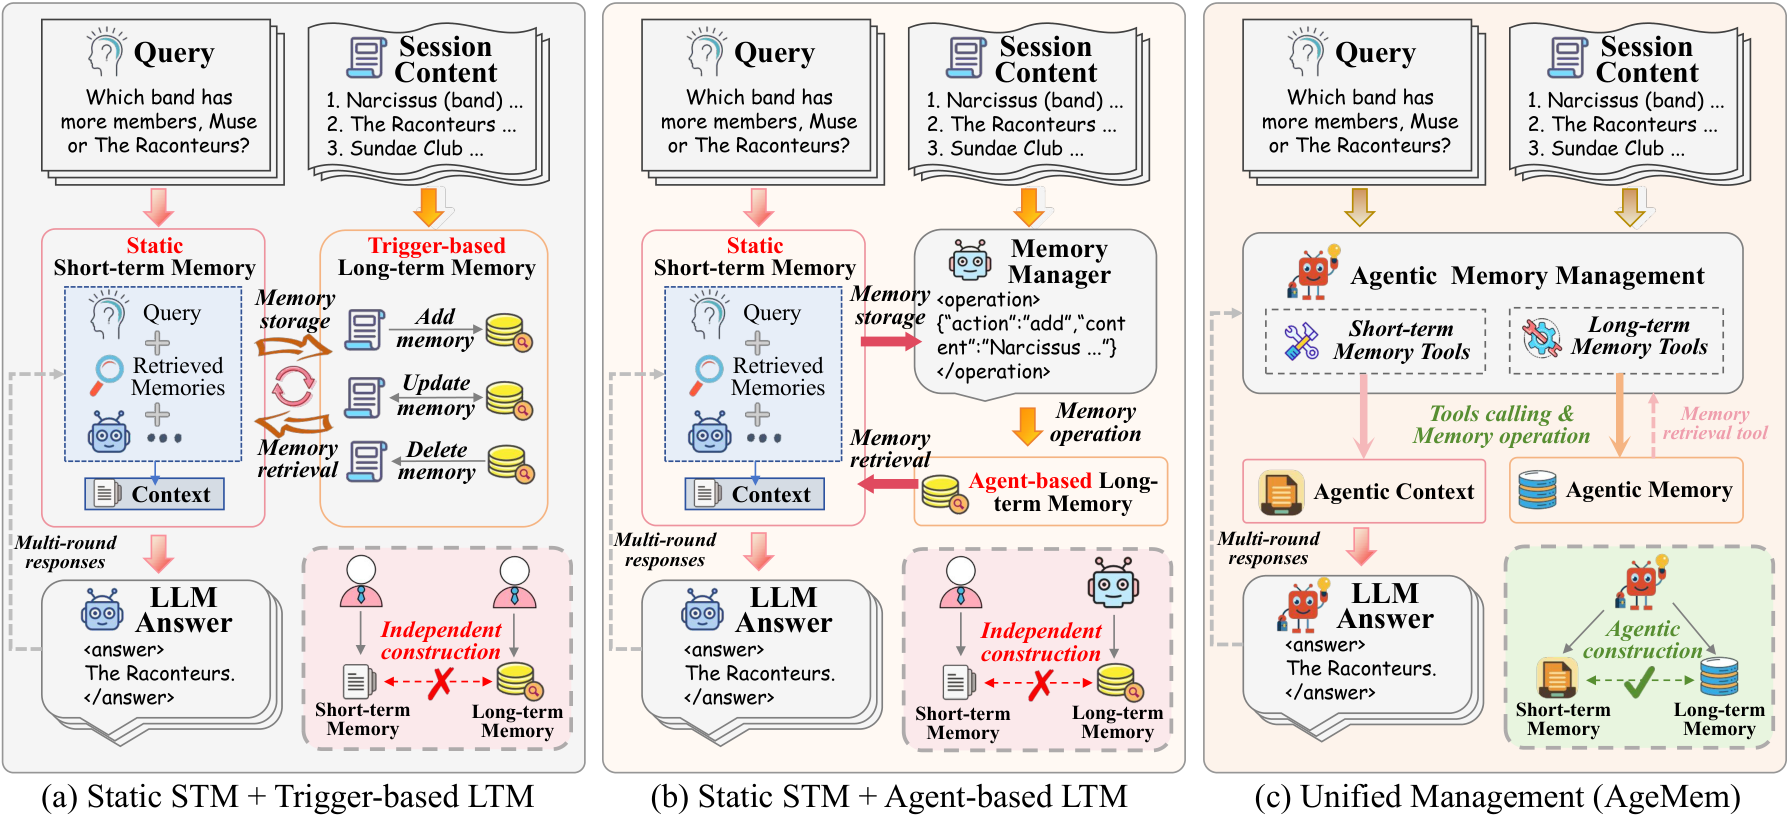 Query
Which band has
more members, Muse
or The Raconteurs?
Session
Content
1. Narcissus (band) ...
2. The Raconteurs ...
3. Sundae Club ...
Static
Short-term Memory
Query
Retrieved
Memories
Context
Memory
storage
Memory
retrieval
Trigger-based
Long-term Memory
Add
memory
Update
memory
Delete
memory
Multi-round
responses
LLM
Answer
<answer>
The Raconteurs.
</answer>
Independent
construction
Short-term
Memory
Long-term
Memory
(a) Static STM + Trigger-based LTM
Query
Which band has
more members, Muse
or The Raconteurs?
Session
Content
1. Narcissus (band) ...
2. The Raconteurs ...
3. Sundae Club ...
Static
Short-term Memory
Query
Retrieved
Memories
Context
Memory
storage
Memory
retrieval
Memory
Manager
<operation>
{“action”:“add”,“cont
ent”:“Narcissus ...”}
</operation>
Memory
operation
Agent-based Long-
term Memory
Multi-round
responses
LLM
Answer
<answer>
The Raconteurs.
</answer>
Independent
construction
Short-term
Memory
Long-term
Memory
(b) Static STM + Agent-based LTM
Query
Which band has
more members, Muse
or The Raconteurs?
Session
Content
1. Narcissus (band) ...
2. The Raconteurs ...
3. Sundae Club ...
Agentic Memory Management
Short-term
Memory Tools
Long-term
Memory Tools
Tools calling &
Memory operation
Memory
retrieval tool
Agentic Context
Agentic Memory
Multi-round
responses
LLM
Answer
<answer>
The Raconteurs.
</answer>
Agentic
construction
Short-term
Memory
Long-term
Memory
(c) Unified Management (AgeMem)